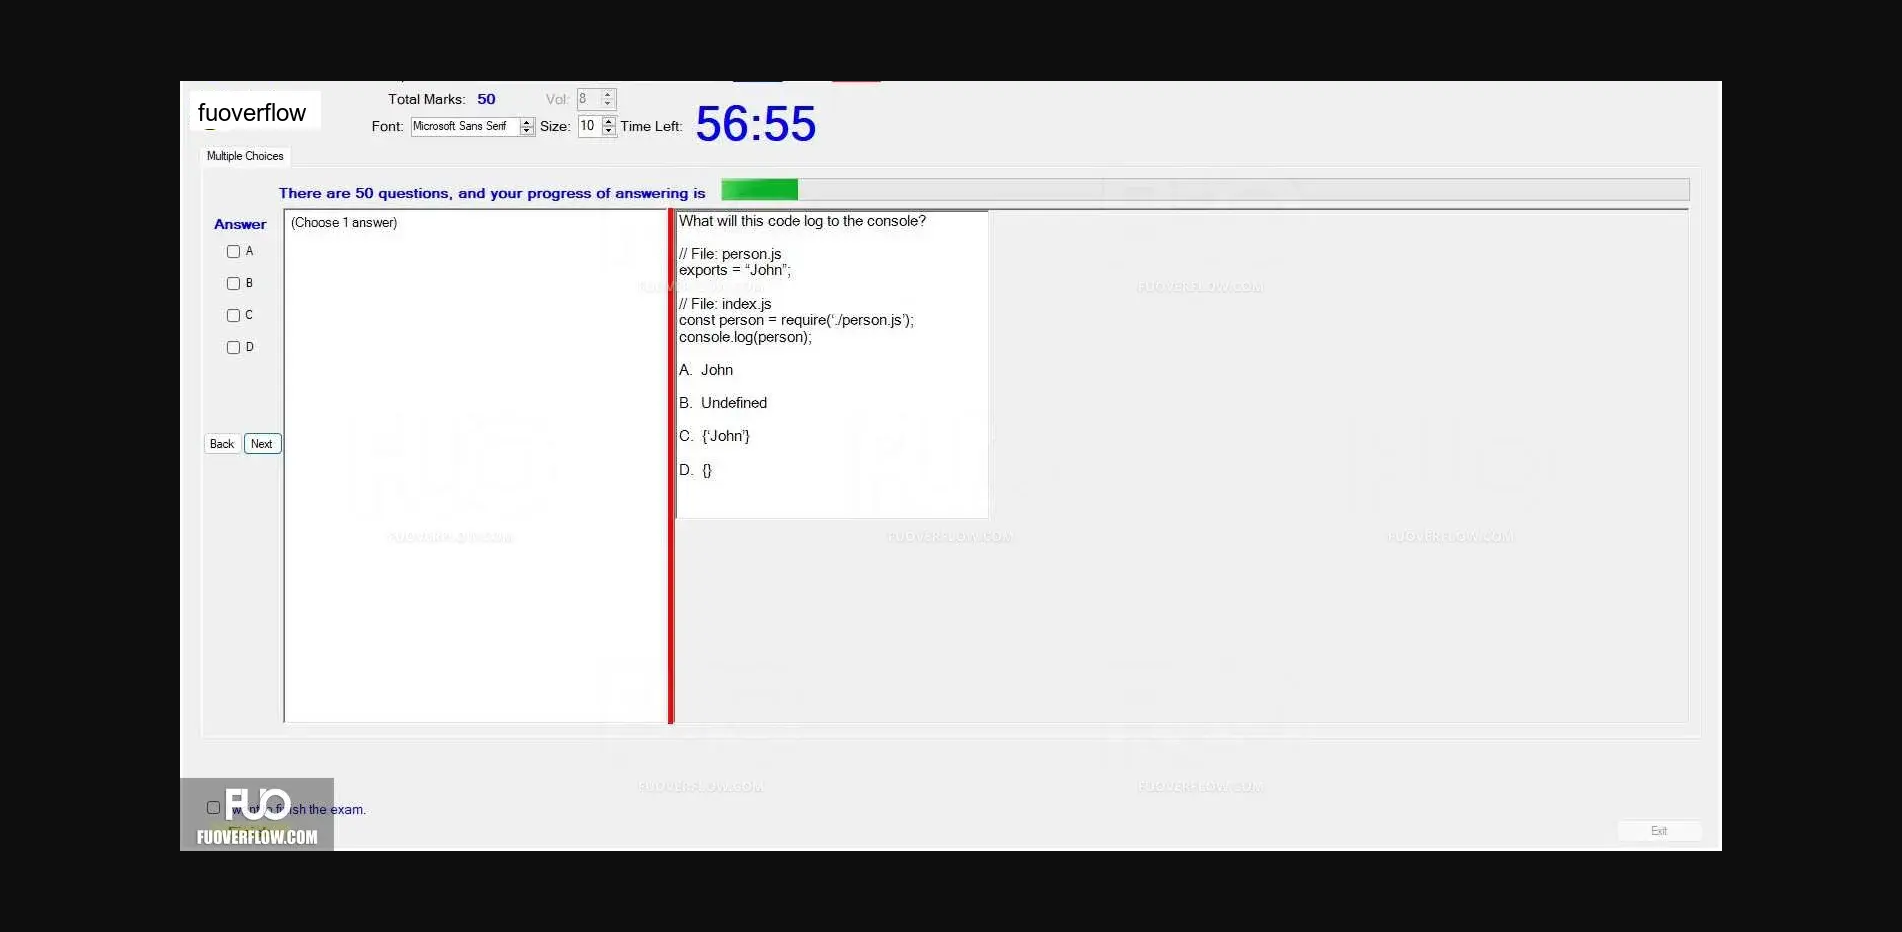 fuoverflow
Total Marks: 50 Vol: 8
Font: Microsoft Sans Serif Size: 10 Time Left: 56:55
Multiple Choices
There are 50 questions, and your progress of answering is
Answer
A
B
C
D
Back Next
(Choose 1 answer)
What will this code log to the console?
// File: person.js
exports = “John”;
// File: index.js
const person = require(‘./person.js’);
console.log(person);
A. John
B. Undefined
C. {‘John’}
D. {}
FUOVERFLOW.COM
FUOVERFLOW.COM
FUOVERFLOW.COM
FUOVERFLOW.COM
FUOVERFLOW.COM
FUOVERFLOW.COM
FUOVERFLOW.COM
I want to finish the exam.
FUO
FUOVERFLOW.COM
Exit